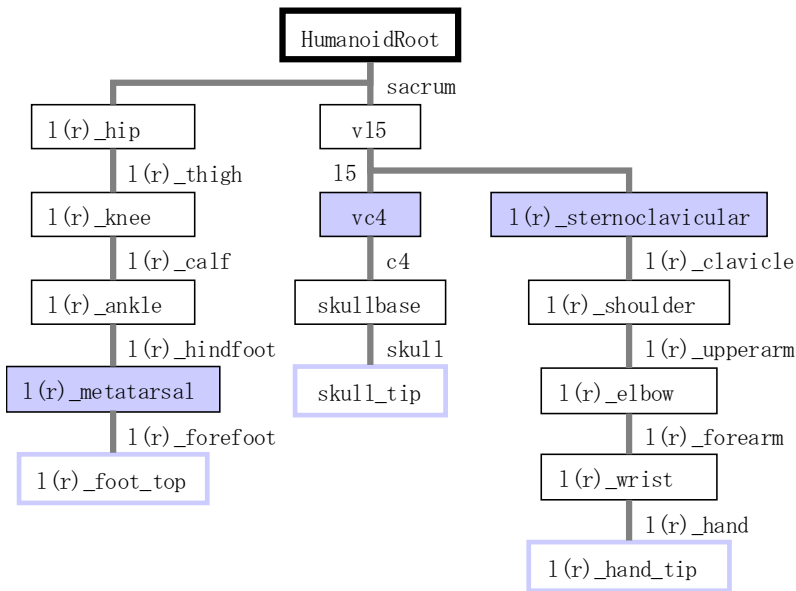 HumanoidRoot
sacrum
l(r)_hip
vl5
l(r)_thigh
l5
l(r)_knee
vc4
l(r)_sternoclavicular
l(r)_calf
c4
l(r)_clavicle
l(r)_ankle
skullbase
l(r)_shoulder
l(r)_hindfoot
skull
l(r)_upperarm
l(r)_metatarsal
skull_tip
l(r)_elbow
l(r)_forefoot
l(r)_forearm
l(r)_foot_top
l(r)_wrist
l(r)_hand
l(r)_hand_tip